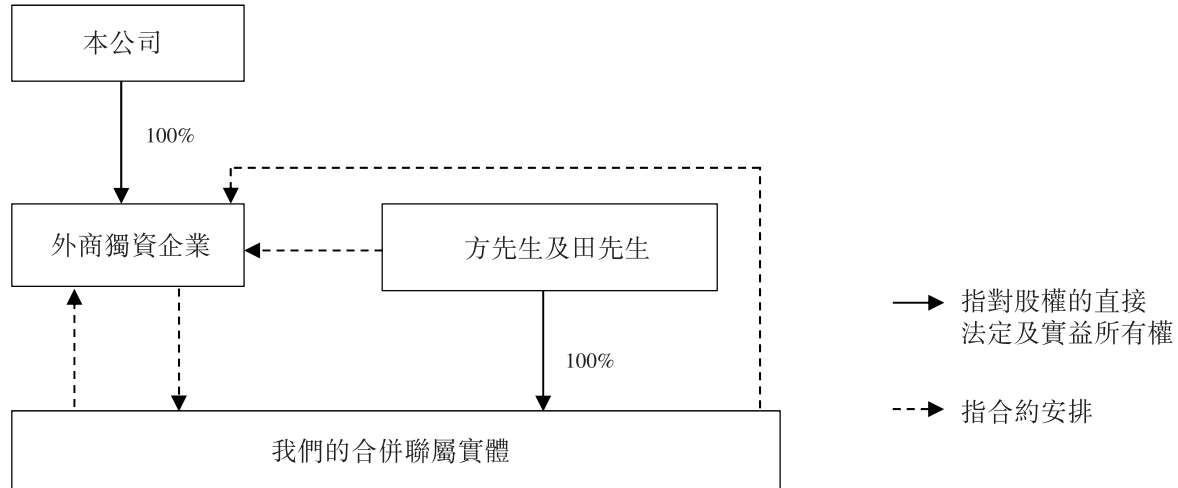 本公司
100%
外商獨資企業
方先生及田先生
100%
我們的合併聯屬實體
指對股權的直接
法定及實益所有權
指合約安排